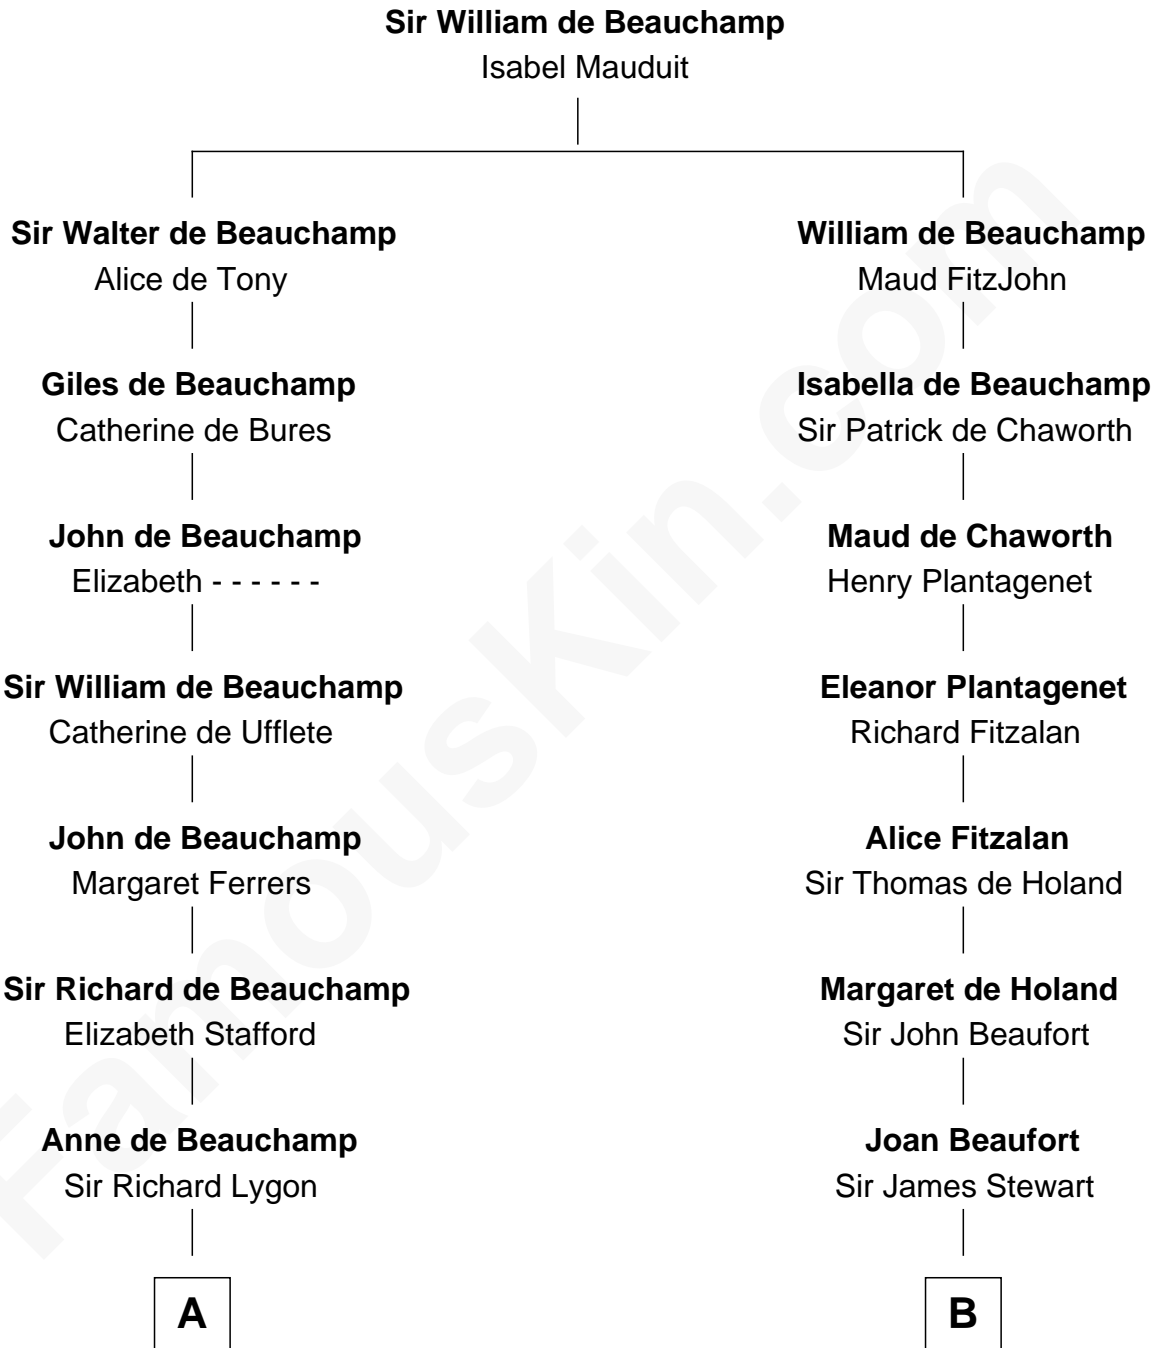 Sir William de Beauchamp
Isabel Mauduit
Sir Walter de Beauchamp
Alice de Tony
William de Beauchamp
Maud FitzJohn
Giles de Beauchamp
Catherine de Bures
Isabella de Beauchamp
Sir Patrick de Chaworth
John de Beauchamp
Elizabeth - - - - - -
Maud de Chaworth
Henry Plantagenet
Sir William de Beauchamp
Catherine de Ufflete
Eleanor Plantagenet
Richard Fitzalan
John de Beauchamp
Margaret Ferrers
Alice Fitzalan
Sir Thomas de Holand
Sir Richard de Beauchamp
Elizabeth Stafford
Margaret de Holand
Sir John Beaufort
Anne de Beauchamp
Sir Richard Lygon
Joan Beaufort
Sir James Stewart
A
B
FamousKin.com